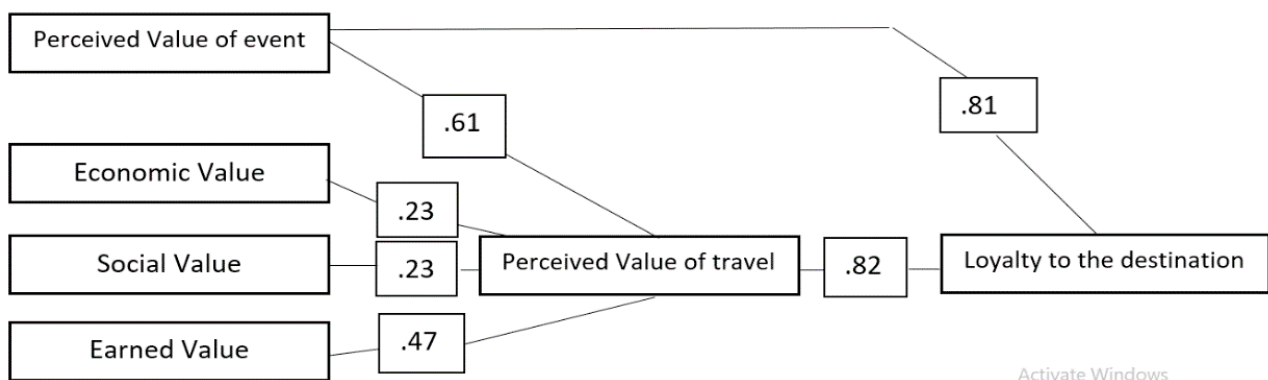 Perceived Value of event
.81
.61
Economic Value
.23
Social Value
.23
Perceived Value of travel
.82
Loyalty to the destination
Earned Value
.47
Activate Windows